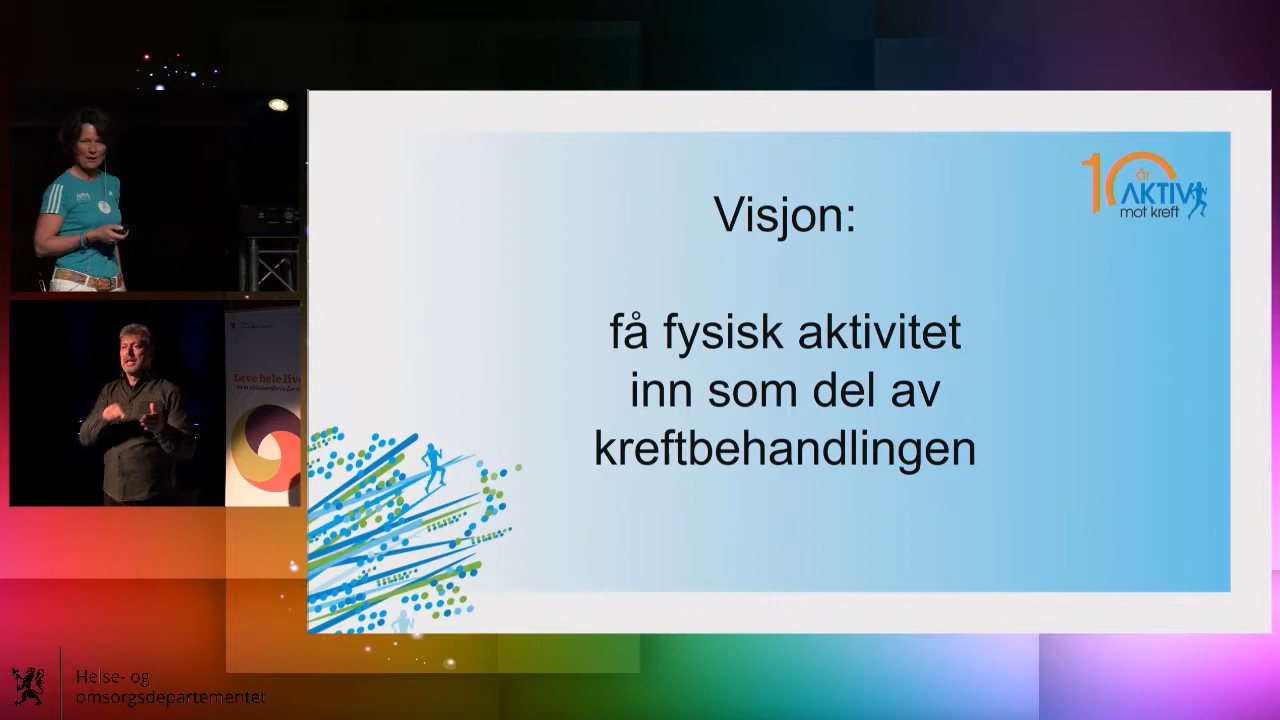 Visjon:
få fysisk aktivitet
inn som del av
kreftbehandlingen
10
år
AKTIV
mot kreft
Leve hele live
Helse- og
omsorgsdepartementet